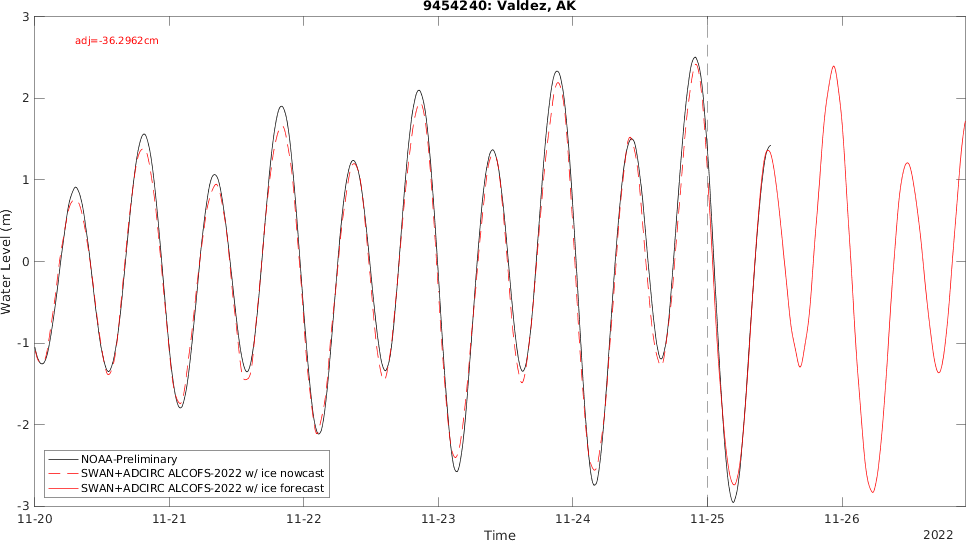 9454240: Valdez, AK
adj=-36.2962cm
3
2
1
0
-1
-2
-3
Water Level (m)
NOAA-Preliminary
SWAN+ADCIRC ALCOFS-2022 w/ ice nowcast
SWAN+ADCIRC ALCOFS-2022 w/ ice forecast
11-20 11-21 11-22 11-23 11-24 11-25 11-26
Time
2022